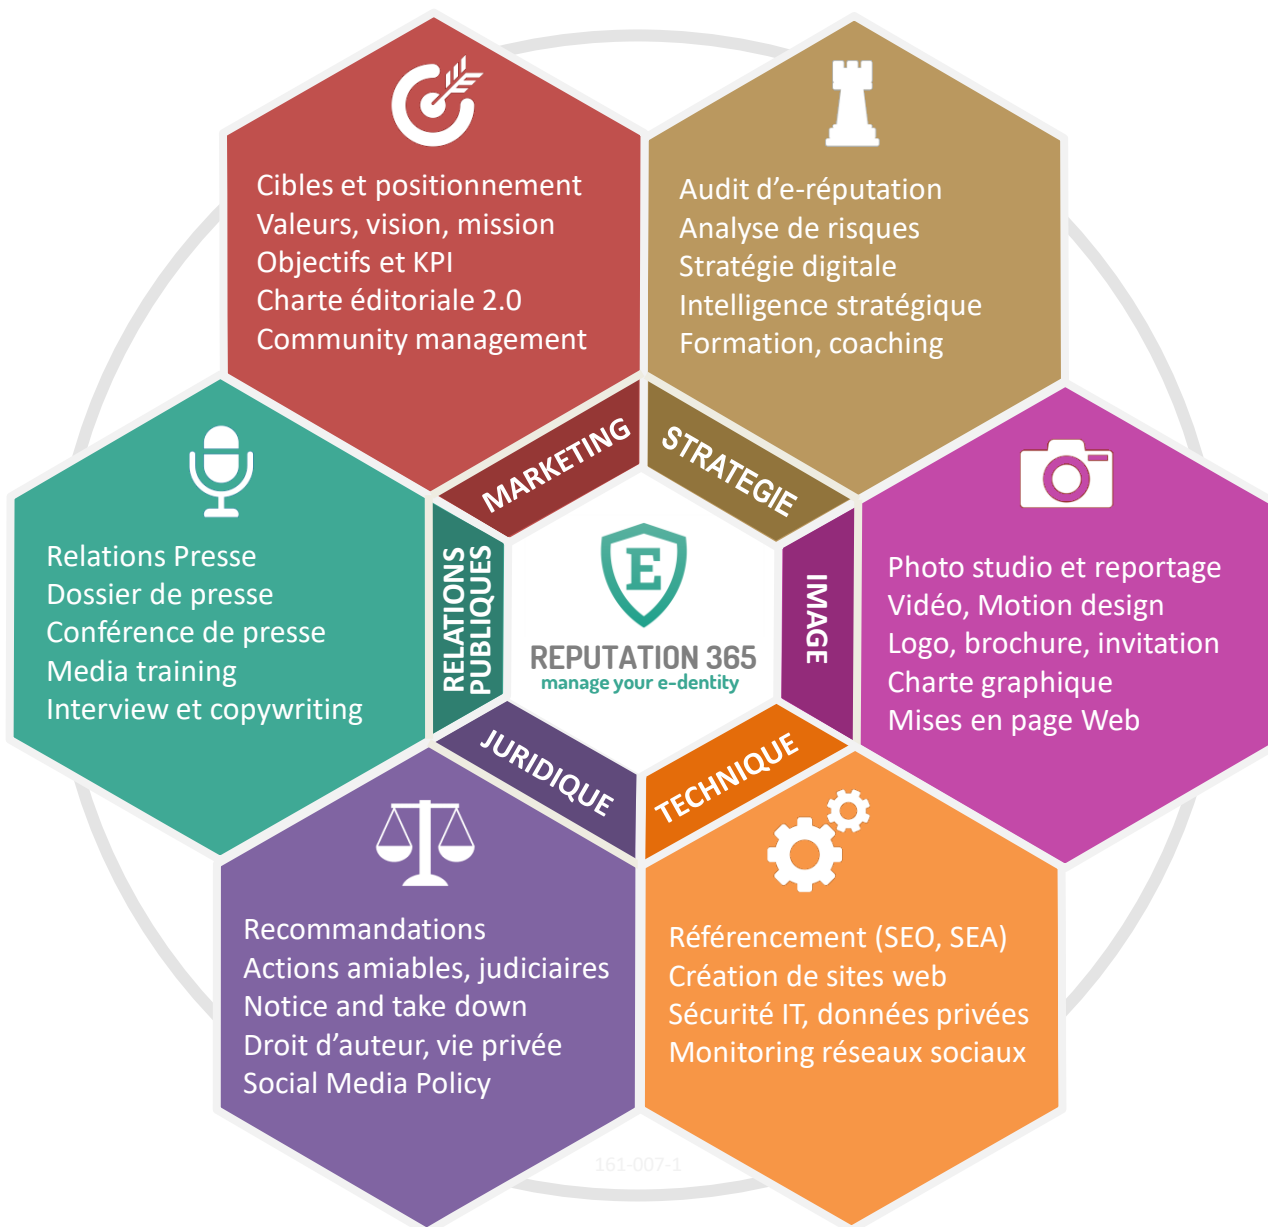 Cibles et positionnement
Valeurs, vision, mission
Objectifs et KPI
Charte éditoriale 2.0
Community management
MARKETING
Audit d’e-réputation
Analyse de risques
Stratégie digitale
Intelligence stratégique
Formation, coaching
STRATEGIE
Relations Presse
Dossier de presse
Conférence de presse
Media training
Interview et copywriting
RELATIONS
PUBLIQUES
E
REPUTATION 365
manage your e-dentity
IMAGE
Photo studio et reportage
Vidéo, Motion design
Logo, brochure, invitation
Charte graphique
Mises en page Web
JURIDIQUE
Recommandations
Actions amiables, judiciaires
Notice and take down
Droit d’auteur, vie privée
Social Media Policy
TECHNIQUE
Référencement (SEO, SEA)
Création de sites web
Sécurité IT, données privées
Monitoring réseaux sociaux
161-007-1